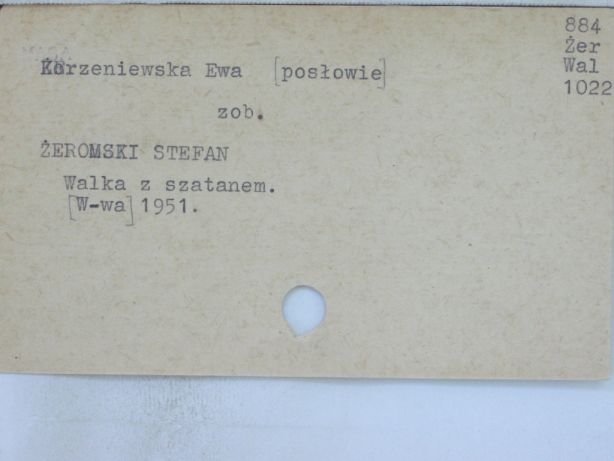 884
Żer
Wal
1022
Korzeniewska Ewa [posłowie]
zob.
ŻEROMSKI STEFAN
Walka z szatanem.
[W-wa] 1951.